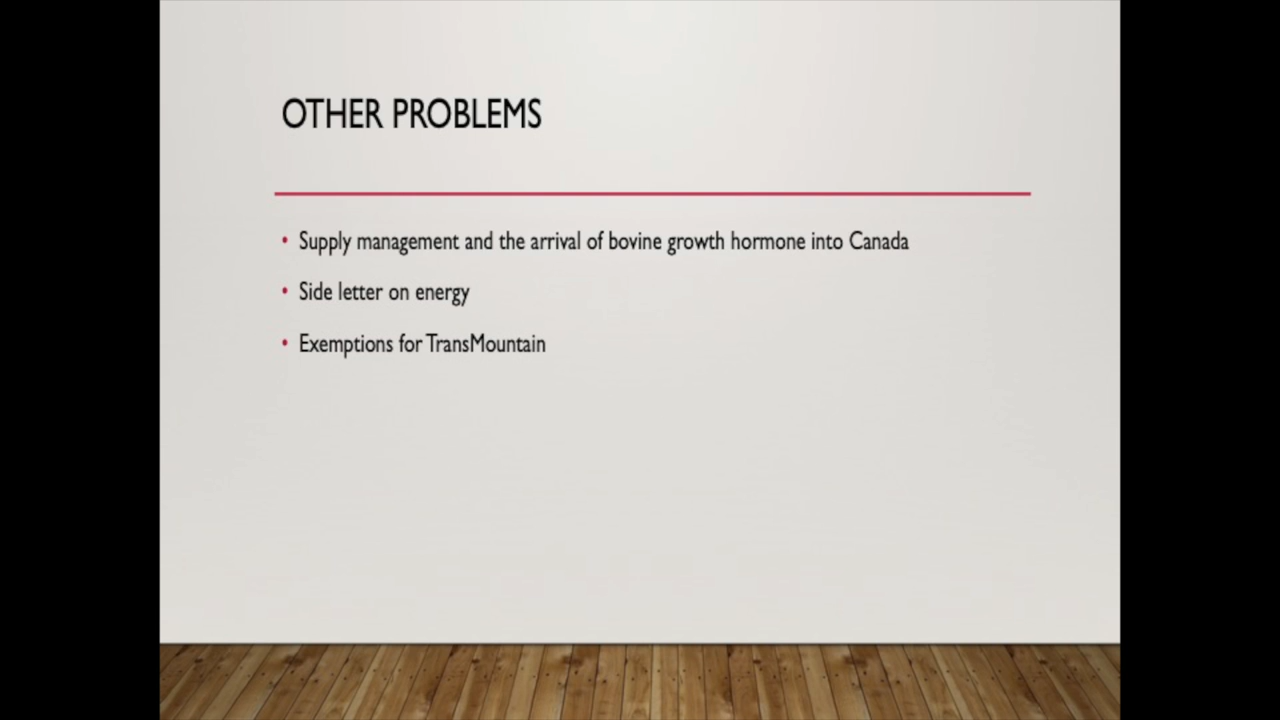 OTHER PROBLEMS
• Supply management and the arrival of bovine growth hormone into Canada
• Side letter on energy
• Exemptions for TransMountain